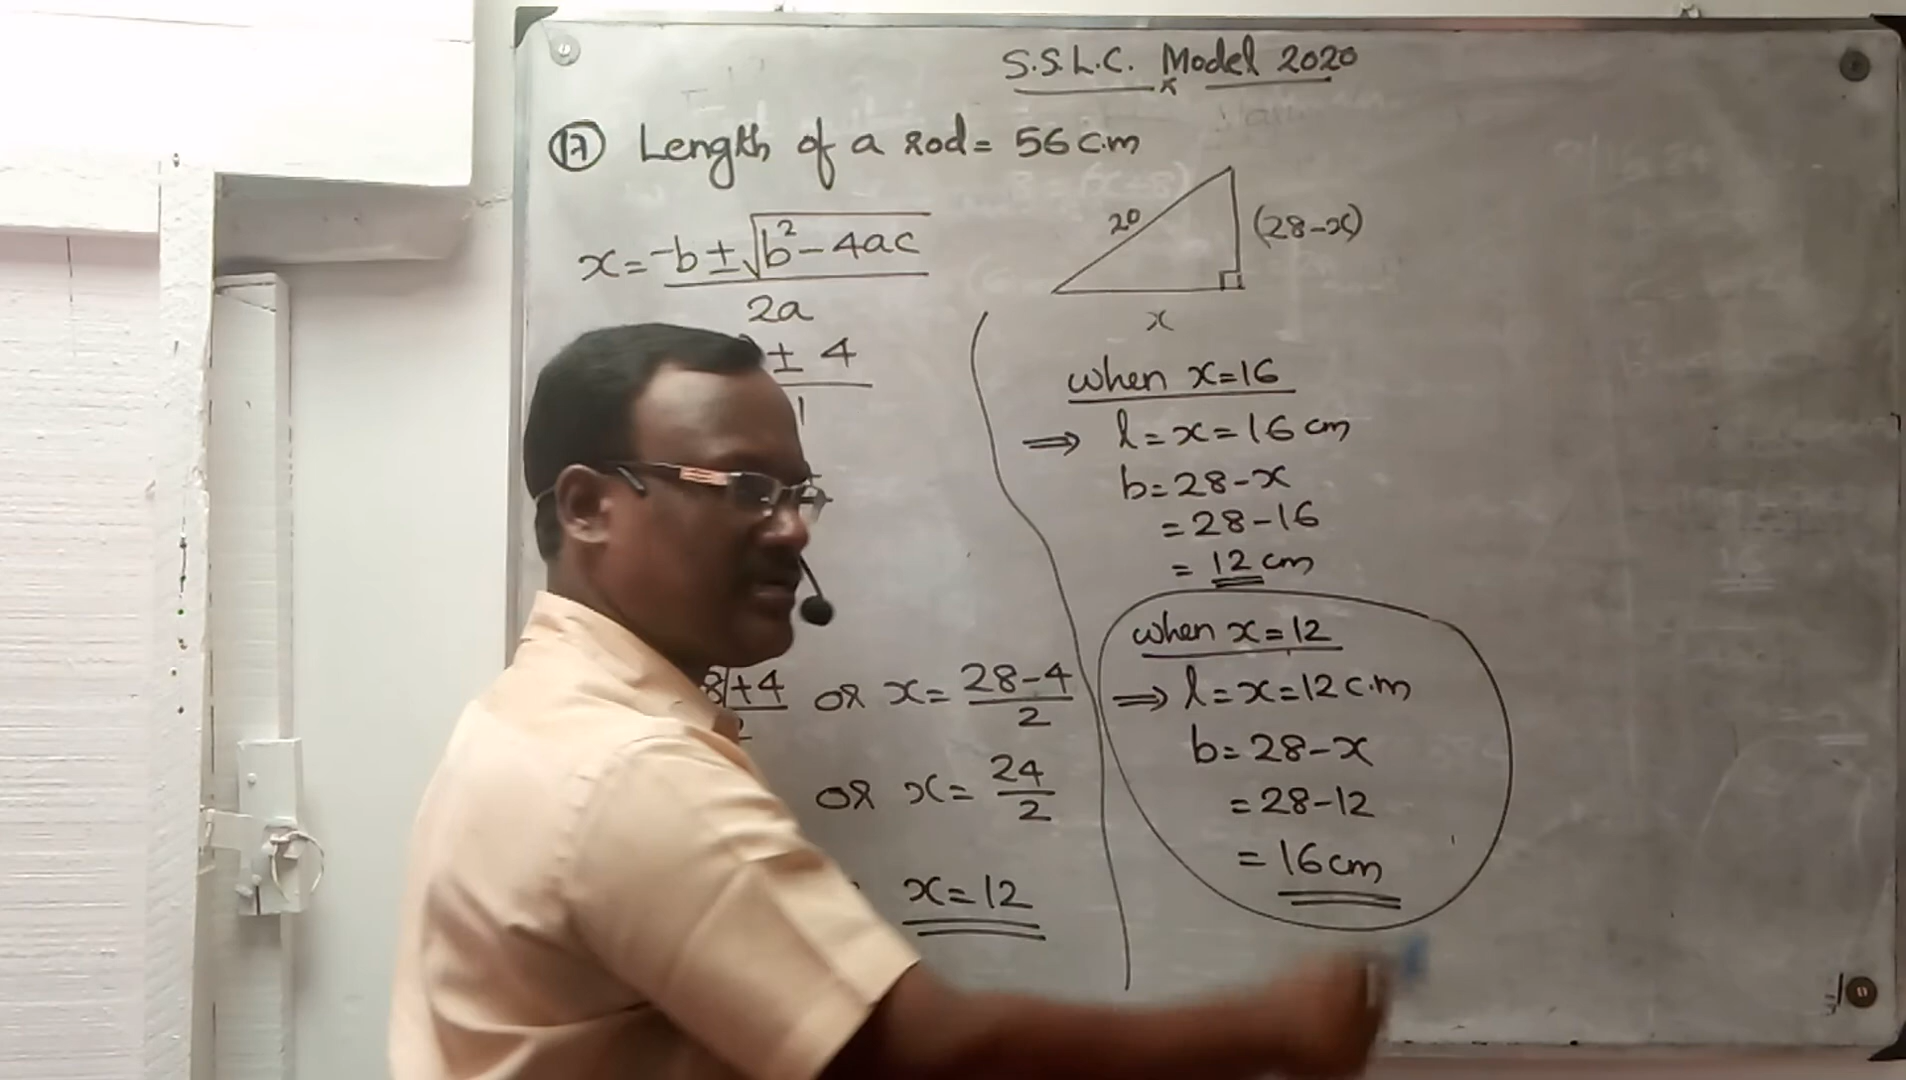 S.S.L.C. Model 2020
17 Length of a rod = 56 c.m
x = -b ± √b² - 4ac
2a
± 4
8+4 or x = 28-4
2 2
or x = 24
2
x = 12
20
(28-x)
x
when x=16
⇒ l = x = 16 cm
b = 28-x
= 28-16
= 12 cm
when x = 12
⇒ l = x = 12 c.m
b = 28-x
= 28-12
= 16 cm